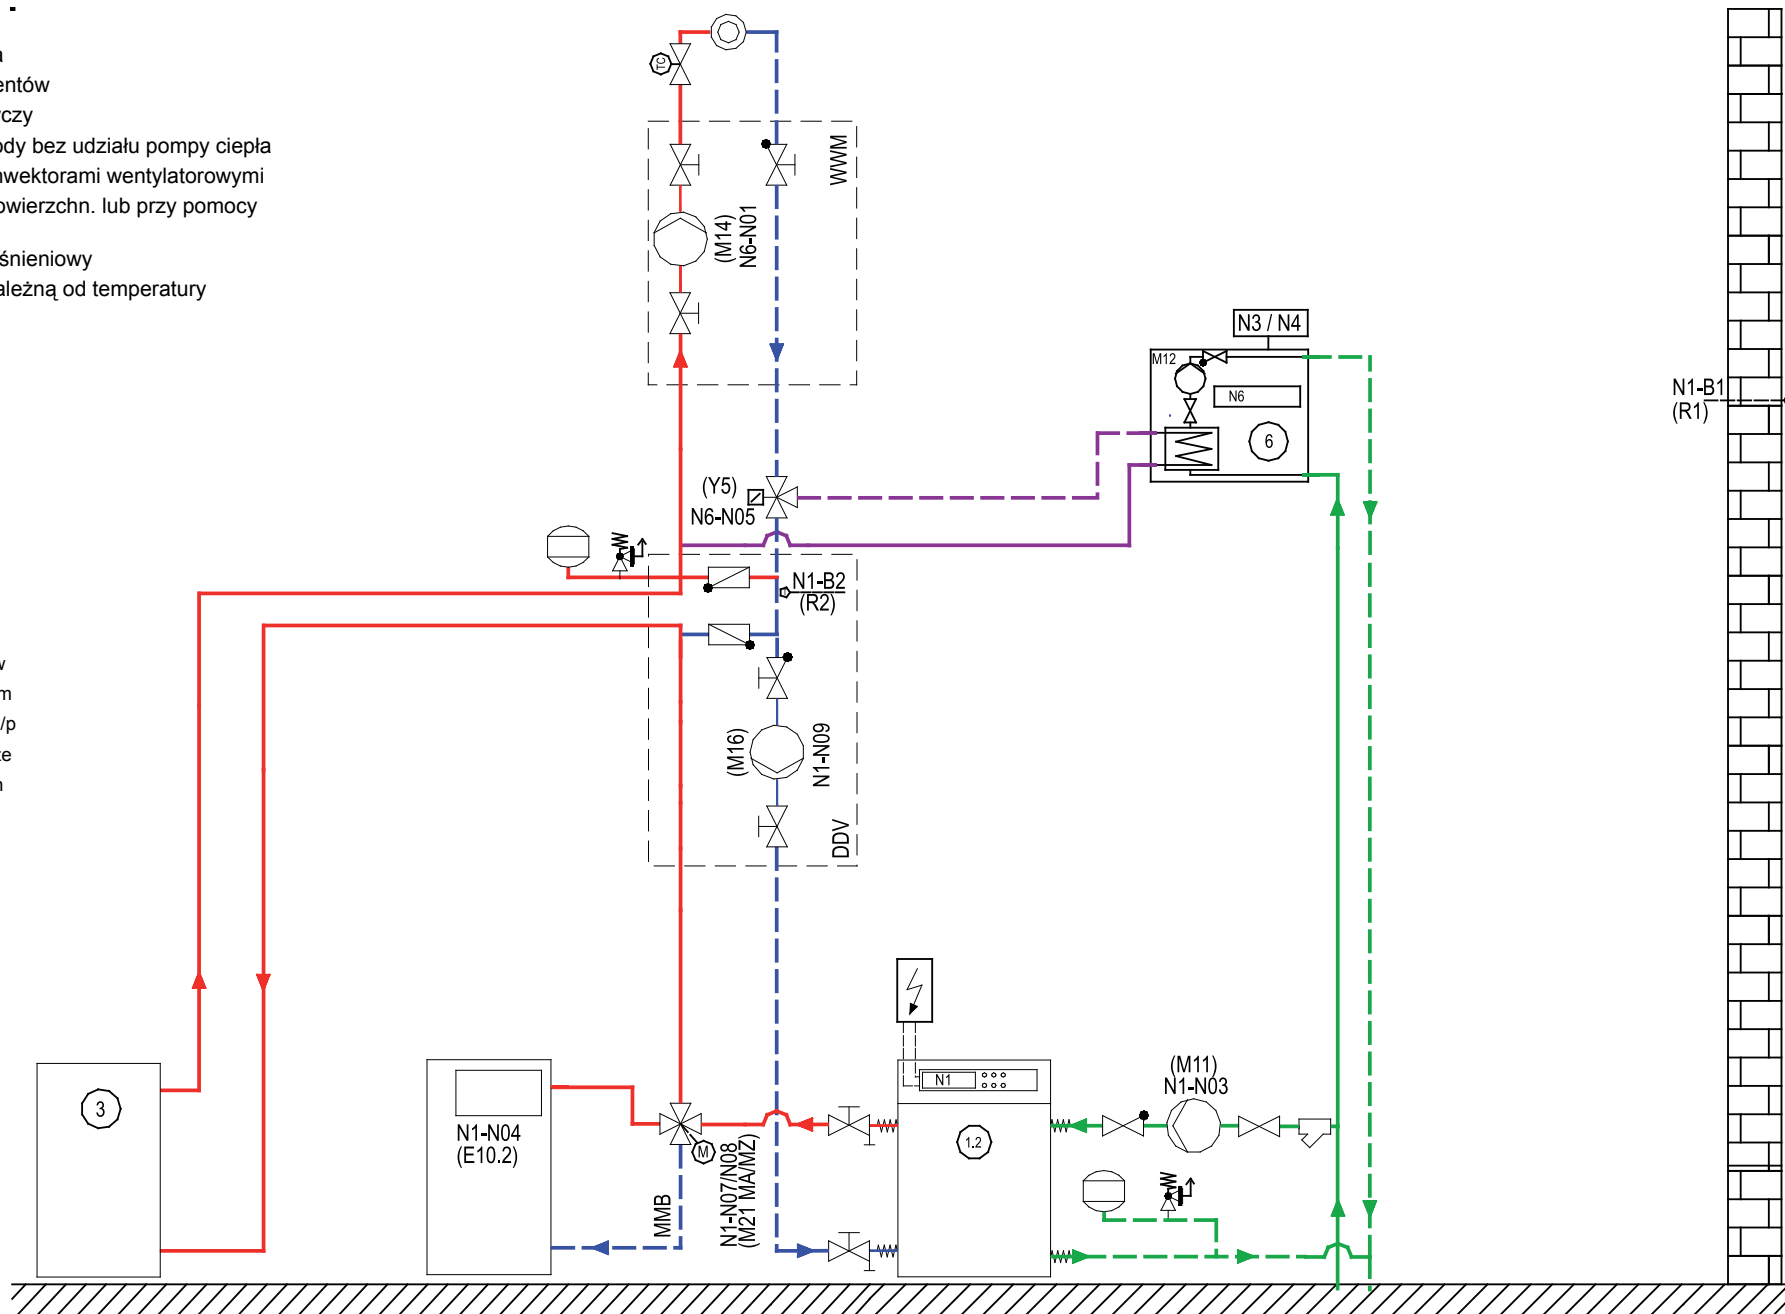 a
entów
czy
ody bez udziału pompy ciepła
nwektorami wentylatorowymi
owierzchn. lub przy pomocy
śnieniowy
ależną od temperatury
TC
WWM
(M14)
N6-N01
N3 / N4
M12
N6
6
N1-B1
(R1)
(Y5)
N6-N05
N1-B2
(R2)
w
m
/p
te
n
(M16)
N1-N09
DDV
3
N1-N04
(E10.2)
MMB
M
N1-N07/N08
(M21 MA/MZ)
N1
1.2
(M11)
N1-N03